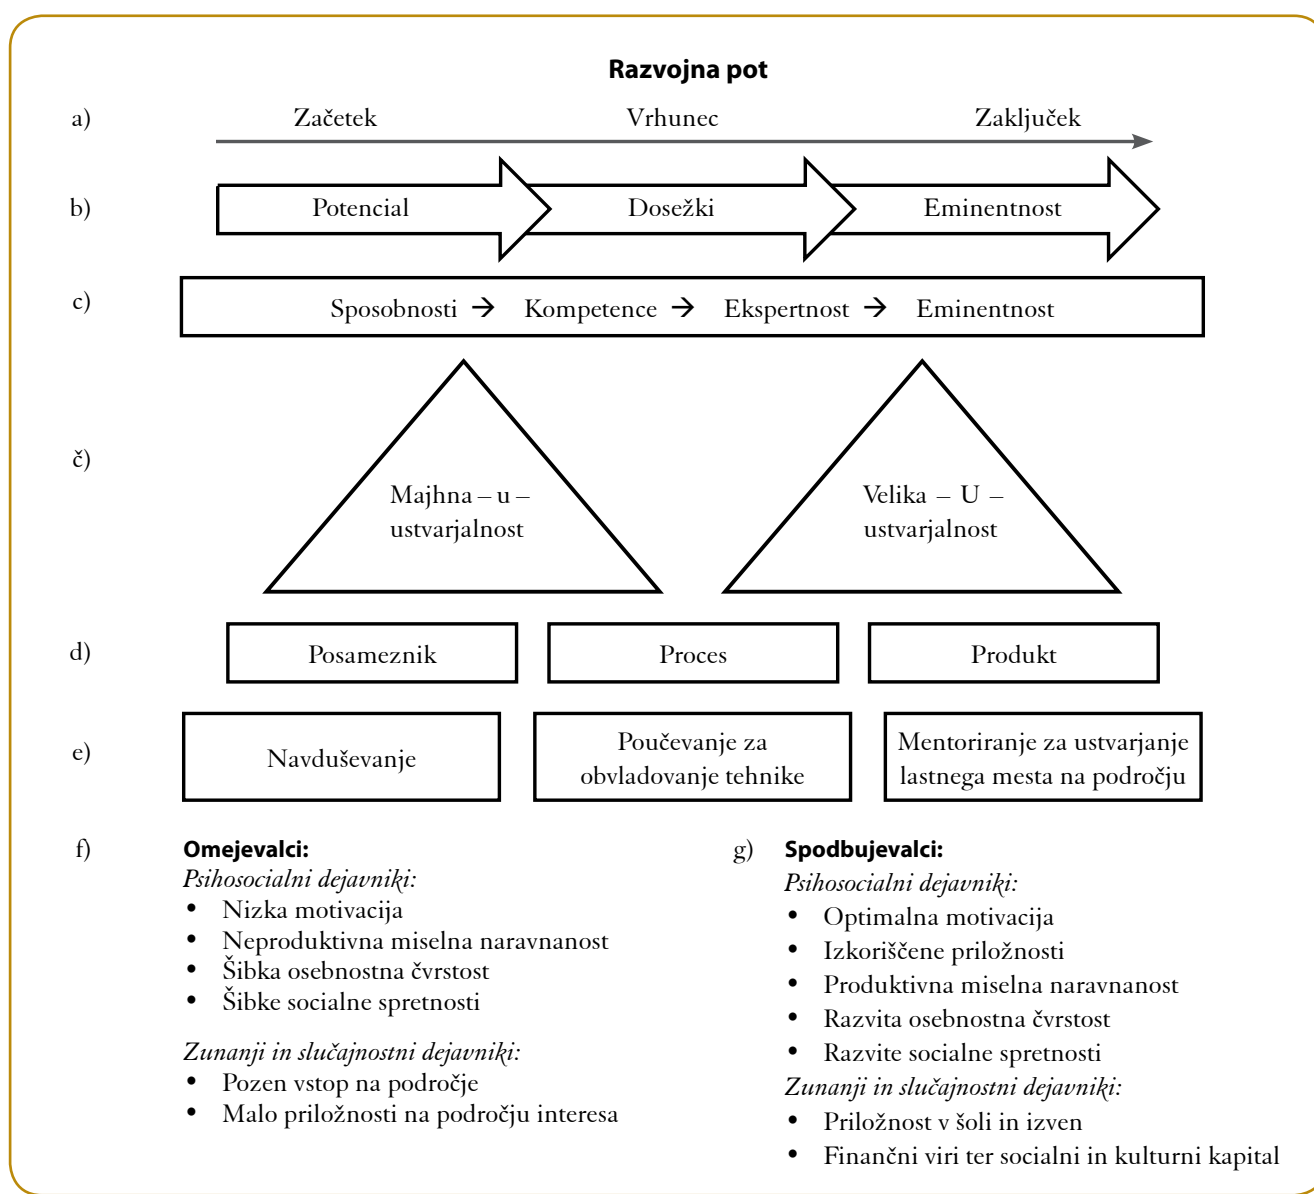 Razvojna pot
a) Začetek Vrhunec Zaključek
b) Potencial Dosežki Eminentnost
c) Sposobnosti → Kompetence → Ekspertnost → Eminentnost
č)
Majhna – u –
ustvarjalnost
Velika – U –
ustvarjalnost
d) Posameznik Proces Produkt
e) Navduševanje
Poučevanje za
obvladovanje tehnike
Mentoriranje za ustvarjanje
lastnega mesta na področju
f) Omejevalci:
Psihosocialni dejavniki:
• Nizka motivacija
• Neproduktivna miselna naravnanost
• Šibka osebnostna čvrstost
• Šibke socialne spretnosti
Zunanji in slučajnostni dejavniki:
• Pozen vstop na področje
• Malo priložnosti na področju interesa
g) Spodbujevalci:
Psihosocialni dejavniki:
• Optimalna motivacija
• Izkoriščene priložnosti
• Produktivna miselna naravnanost
• Razvita osebnostna čvrstost
• Razvite socialne spretnosti
Zunanji in slučajnostni dejavniki:
• Priložnost v šoli in izven
• Finančni viri ter socialni in kulturni kapital